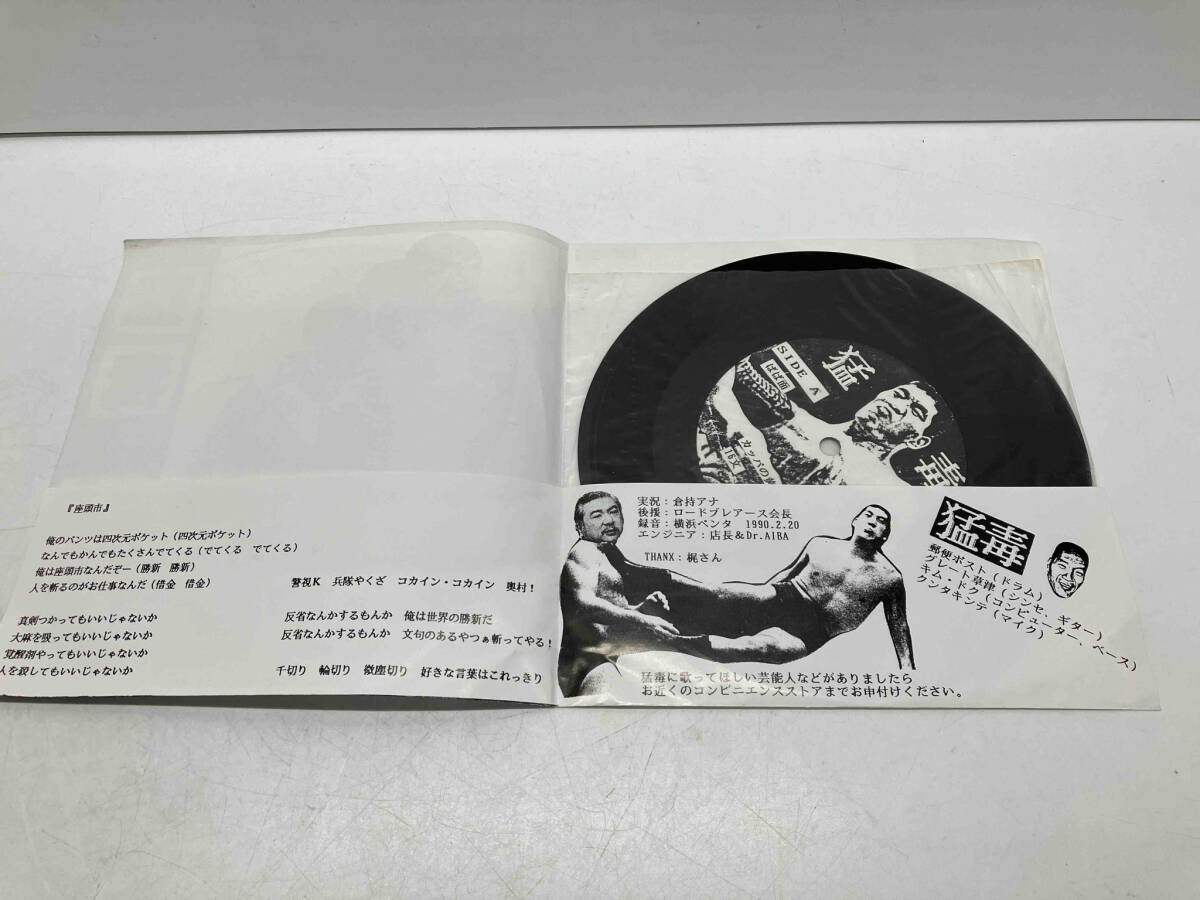 『座頭市』
俺のパンツは四次元ポケット（四次元ポケット）
なんでもかんでもたくさんでてくる（でてくる　でてくる）
俺は座頭市なんだぞー（勝新　勝新）
人を斬るのがお仕事なんだ（借金　借金）
真剣つかってもいいじゃないか
大麻を吸ってもいいじゃないか
覚醒剤やってもいいじゃないか
人を殺してもいいじゃないか
警視K　兵隊やくざ　コカイン・コカイン　奥村！
反省なんかするもんか　俺は世界の勝新だ
反省なんかするもんか　文句のあるやつぁ斬ってやる！
千切り　輪切り　微塵切り　好きな言葉はこれっきり
猛毒
SIDE A
ばば面
カッパの
16文
実況：倉持アナ
後援：ロードブレアース会長
録音：横浜ベンタ　1990.2.20
エンジニア：店長&Dr.AIBA
THANX：梶さん
猛毒
郵便ポスト（ドラム）
グレート草津（シンセ、ギター）
キム・ドク（コンピューター、ベース）
クンタキンテ（マイク）
猛毒に歌ってほしい芸能人などがありましたら
お近くのコンビニエンスストアまでお申付けください。